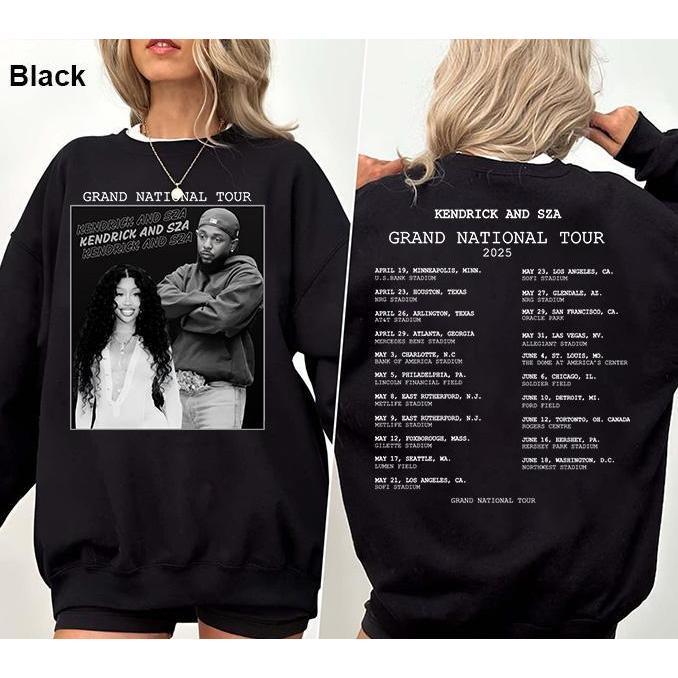 Black
GRAND NATIONAL TOUR
KENDRICK AND SZA
KENDRICK AND SZA
KENDRICK AND SZA
KENDRICK AND SZA
GRAND NATIONAL TOUR
2025
APRIL 19, MINNEAPOLIS, MINN.
U.S.BANK STADIUM
APRIL 23, HOUSTON, TEXAS
NRG STADIUM
APRIL 26, ARLINGTON, TEXAS
AT&T STADIUM
APRIL 29. ATLANTA, GEORGIA
MERCEDES BENZ STADIUM
MAY 3, CHARLOTTE, N.C
BANK OF AMERICA STADIUM
MAY 5, PHILADELPHIA, PA.
LINCOLN FINANCIAL FIELD
MAY 8, EAST RUTHERFORD, N.J.
METLIFE STADIUM
MAY 9, EAST RUTHERFORD, N.J.
METLIFE STADIUM
MAY 12, FOXBOROUGH, MASS.
GILETTE STADIUM
MAY 17, SEATTLE, WA.
LUMEN FIELD
MAY 21, LOS ANGELES, CA.
SOFI STADIUM
MAY 23, LOS ANGELES, CA.
SOFI STADIUM
MAY 27, GLENDALE, AZ.
NRG STADIUM
MAY 29, SAN FRANCISCO, CA.
ORACLE PARK
MAY 31, LAS VEGAS, NV.
ALLEGIANT STADIUM
JUNE 4, ST. LOUIS, MO.
THE DOME AT AMERICA'S CENTER
JUNE 6, CHICAGO, IL.
SOLDIER FIELD
JUNE 10, DETROIT, MI.
FORD FIELD
JUNE 12, TORTONTO, OH. CANADA
ROGERS CENTRE
JUNE 16, HERSHEY, PA.
HERSHEY PARK STADIUM
JUNE 18, WASHINGTON, D.C.
NORTHWEST STADIUM
GRAND NATIONAL TOUR